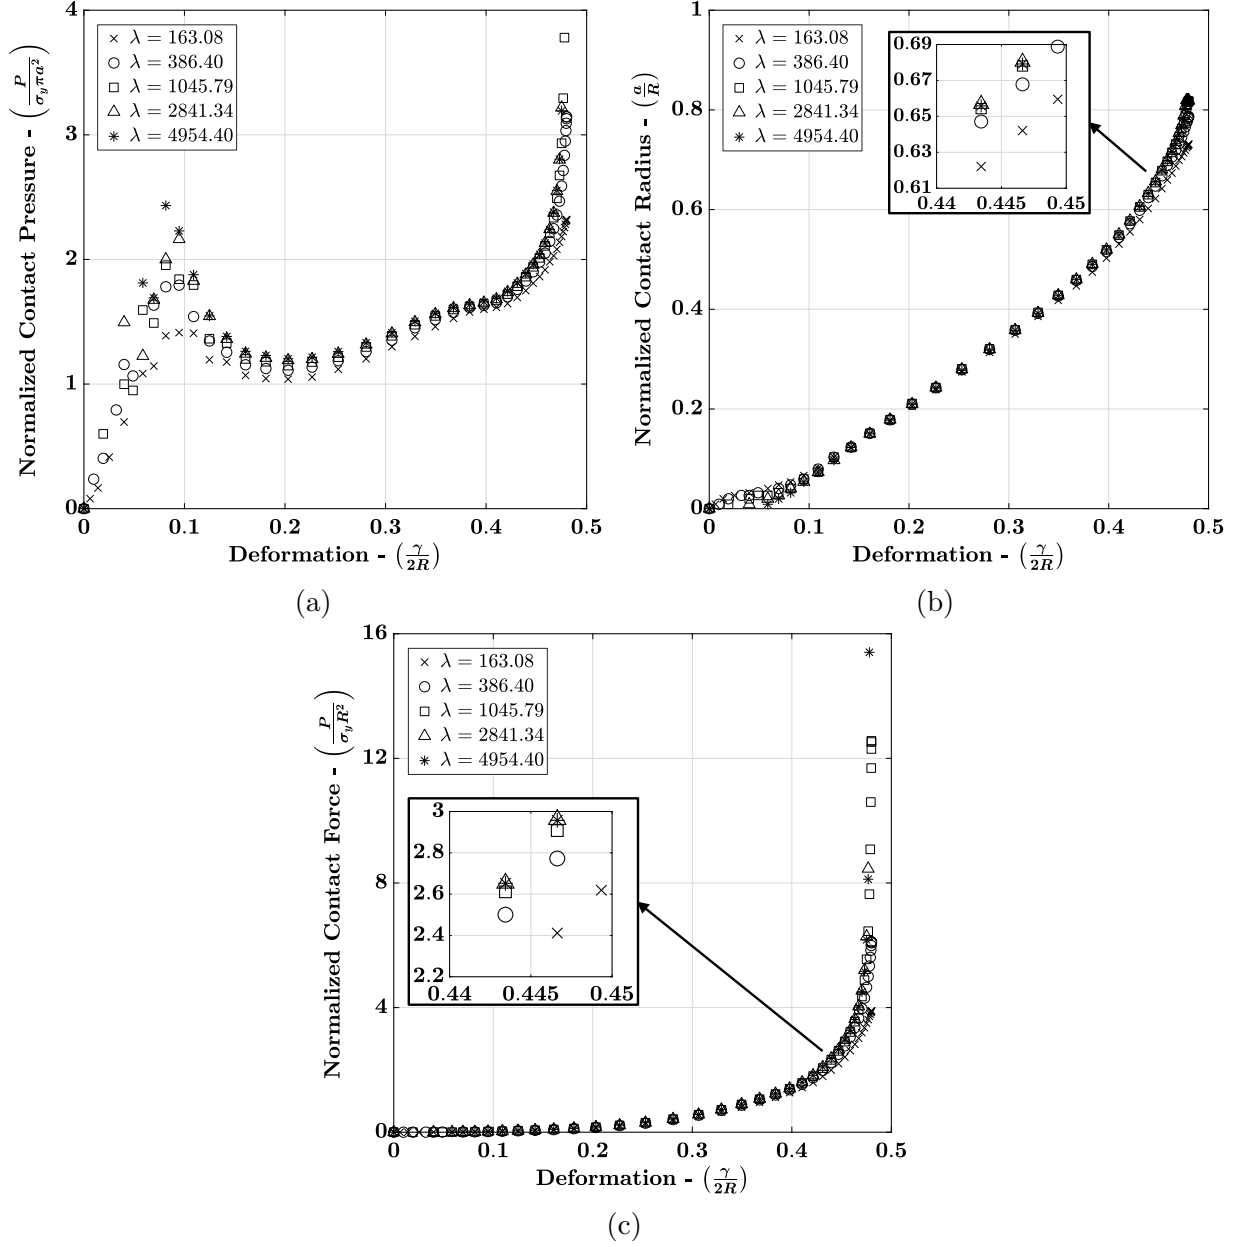 4
3
2
1
0
0
0.1
0.2
0.3
0.4
0.5
Normalized Contact Pressure - (P/σ_yπa²)
Deformation - (γ/2R)
λ = 163.08
λ = 386.40
λ = 1045.79
λ = 2841.34
λ = 4954.40
(a)
1
0.8
0.6
0.4
0.2
0
0
0.1
0.2
0.3
0.4
0.5
Normalized Contact Radius - (a/R)
Deformation - (γ/2R)
λ = 163.08
λ = 386.40
λ = 1045.79
λ = 2841.34
λ = 4954.40
0.69
0.67
0.65
0.63
0.61
0.44
0.445
0.45
(b)
16
12
8
4
0
0
0.1
0.2
0.3
0.4
0.5
Normalized Contact Force - (P/σ_yR²)
Deformation - (γ/2R)
λ = 163.08
λ = 386.40
λ = 1045.79
λ = 2841.34
λ = 4954.40
3
2.8
2.6
2.4
2.2
0.44
0.445
0.45
(c)